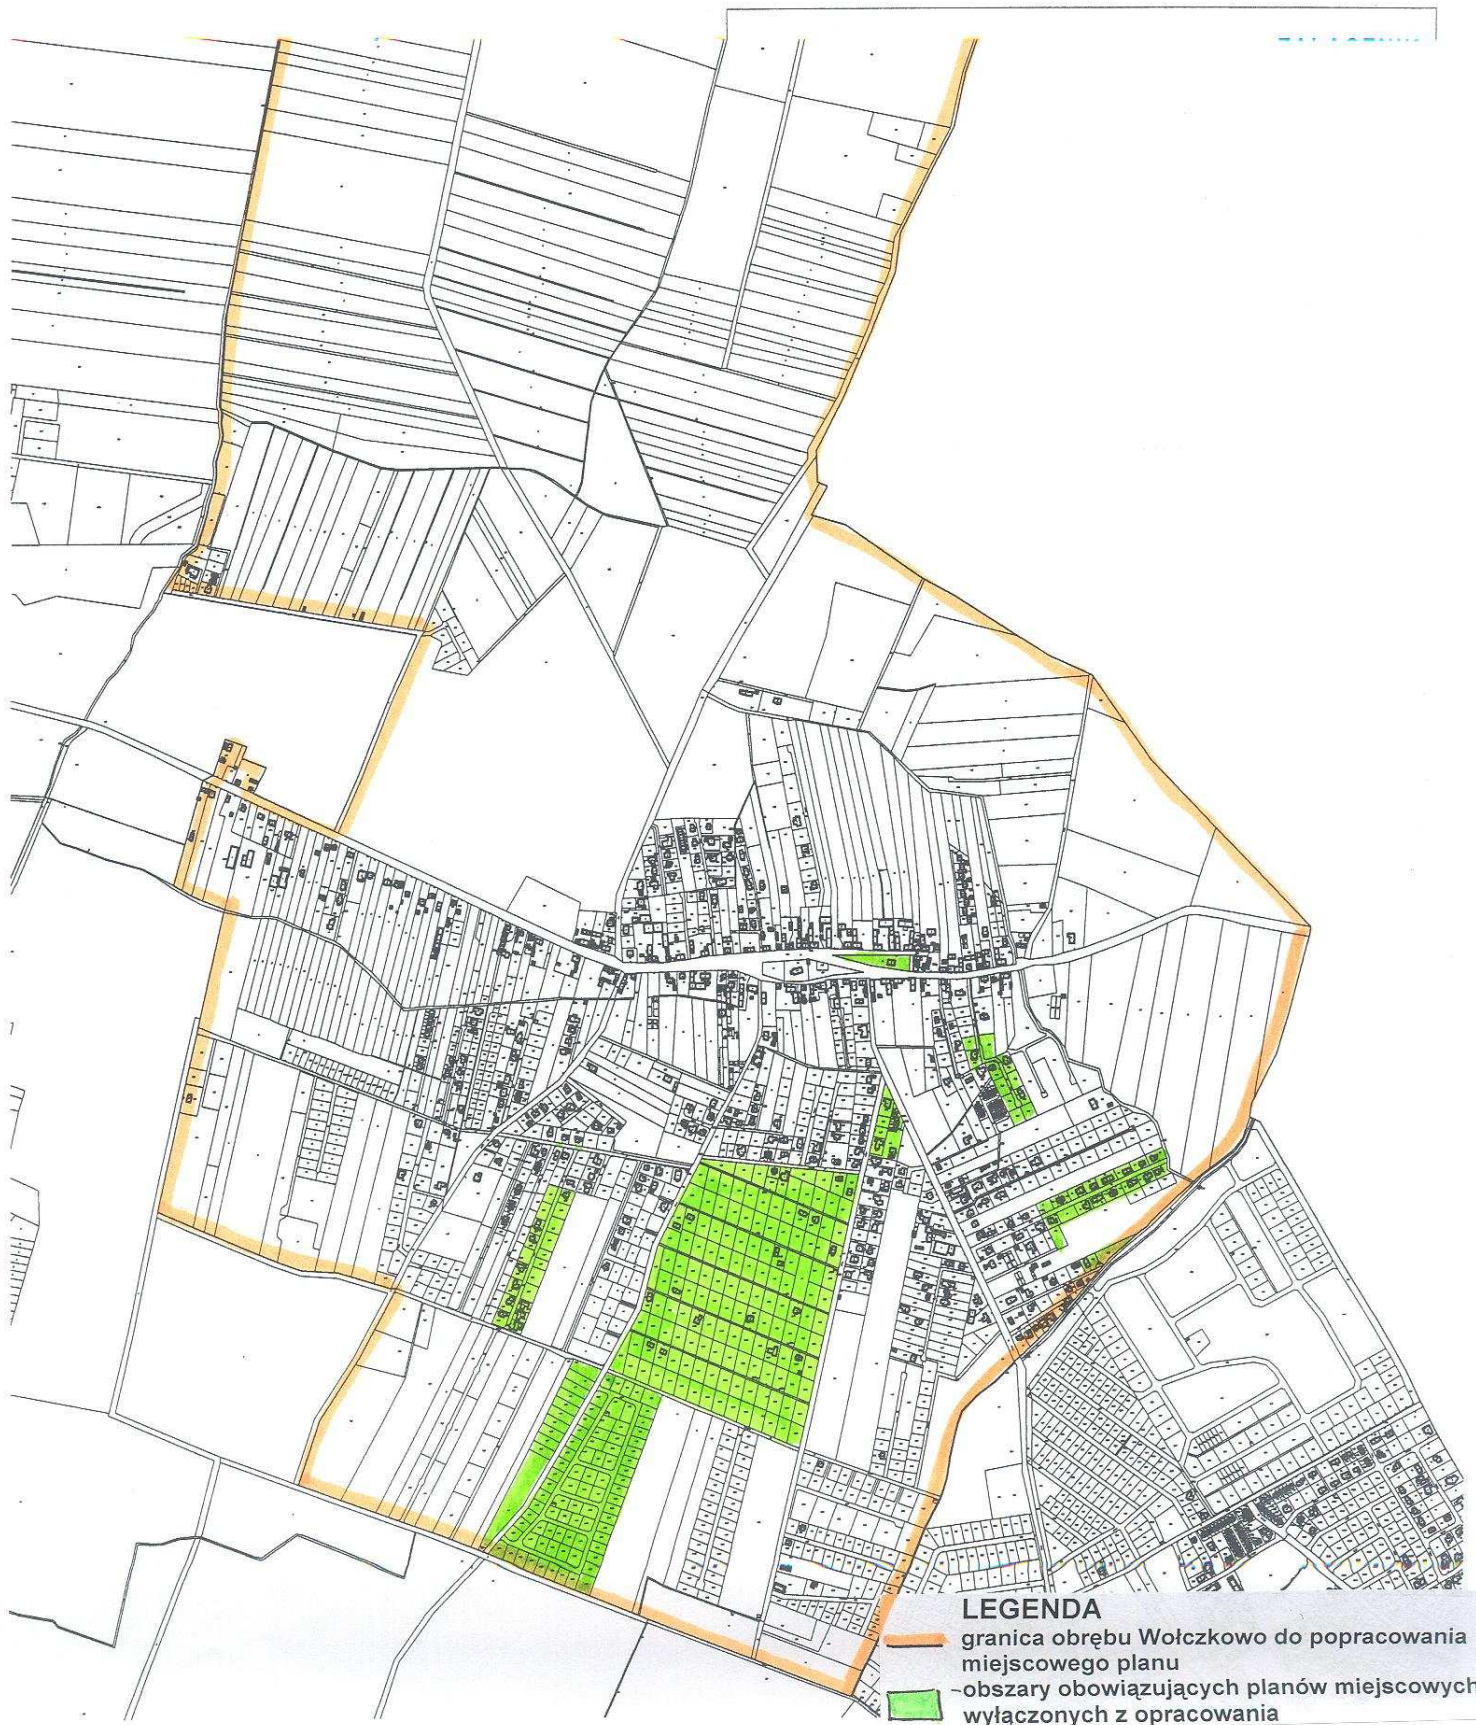 LEGENDA
granica obrębu Wołczkowo do popracowania
miejscowego planu
-obszary obowiązujących planów miejscowych
wyłączonych z opracowania